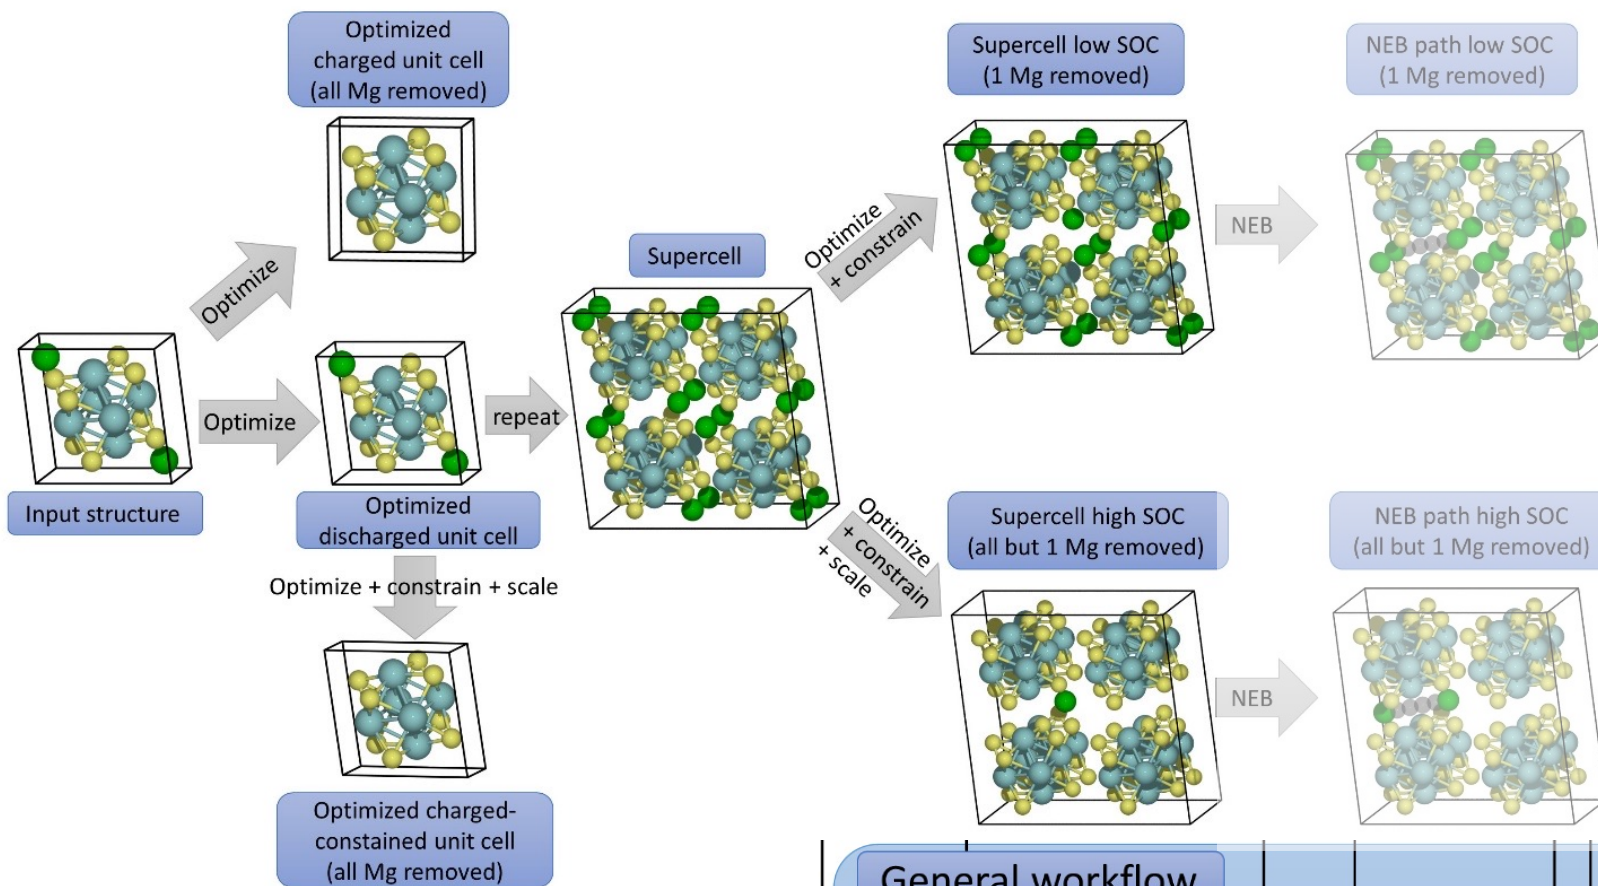 Optimized
charged unit cell
(all Mg removed)
Supercell low SOC
(1 Mg removed)
NEB path low SOC
(1 Mg removed)
Optimize
Supercell
Optimize
+ constrain
NEB
Optimize
repeat
Input structure
Optimized
discharged unit cell
Optimize
+ constrain
+ scale
Supercell high SOC
(all but 1 Mg removed)
NEB path high SOC
(all but 1 Mg removed)
Optimize + constrain + scale
NEB
Optimized charged-
constained unit cell
(all Mg removed)
General workflow